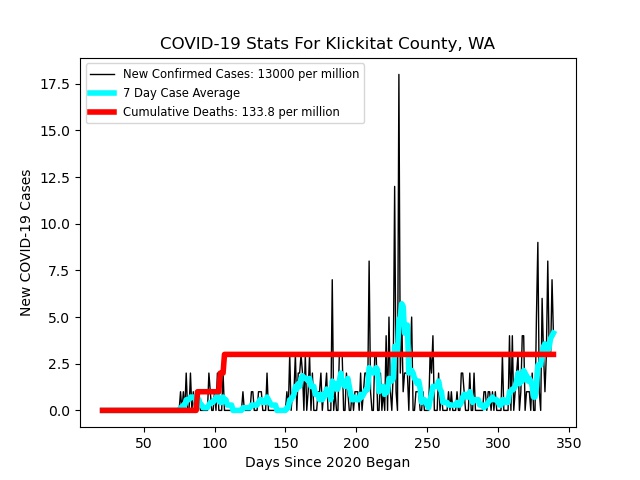 COVID-19 Stats For Klickitat County, WA
New Confirmed Cases: 13000 per million
7 Day Case Average
Cumulative Deaths: 133.8 per million
New COVID-19 Cases
17.5
15.0
12.5
10.0
7.5
5.0
2.5
0.0
50 100 150 200 250 300 350
Days Since 2020 Began